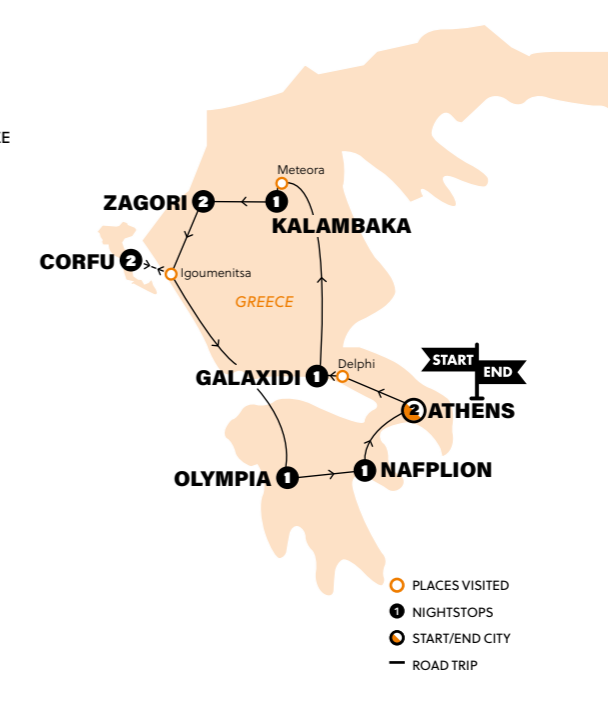 E
Meteora
ZAGORI 2
1
KALAMBAKA
CORFU 2
Igoumenitsa
GREECE
START
END
Delphi
GALAXIDI 1
2 ATHENS
OLYMPIA 1
1 NAFPLION
PLACES VISITED
1 NIGHTSTOPS
START/END CITY
ROAD TRIP